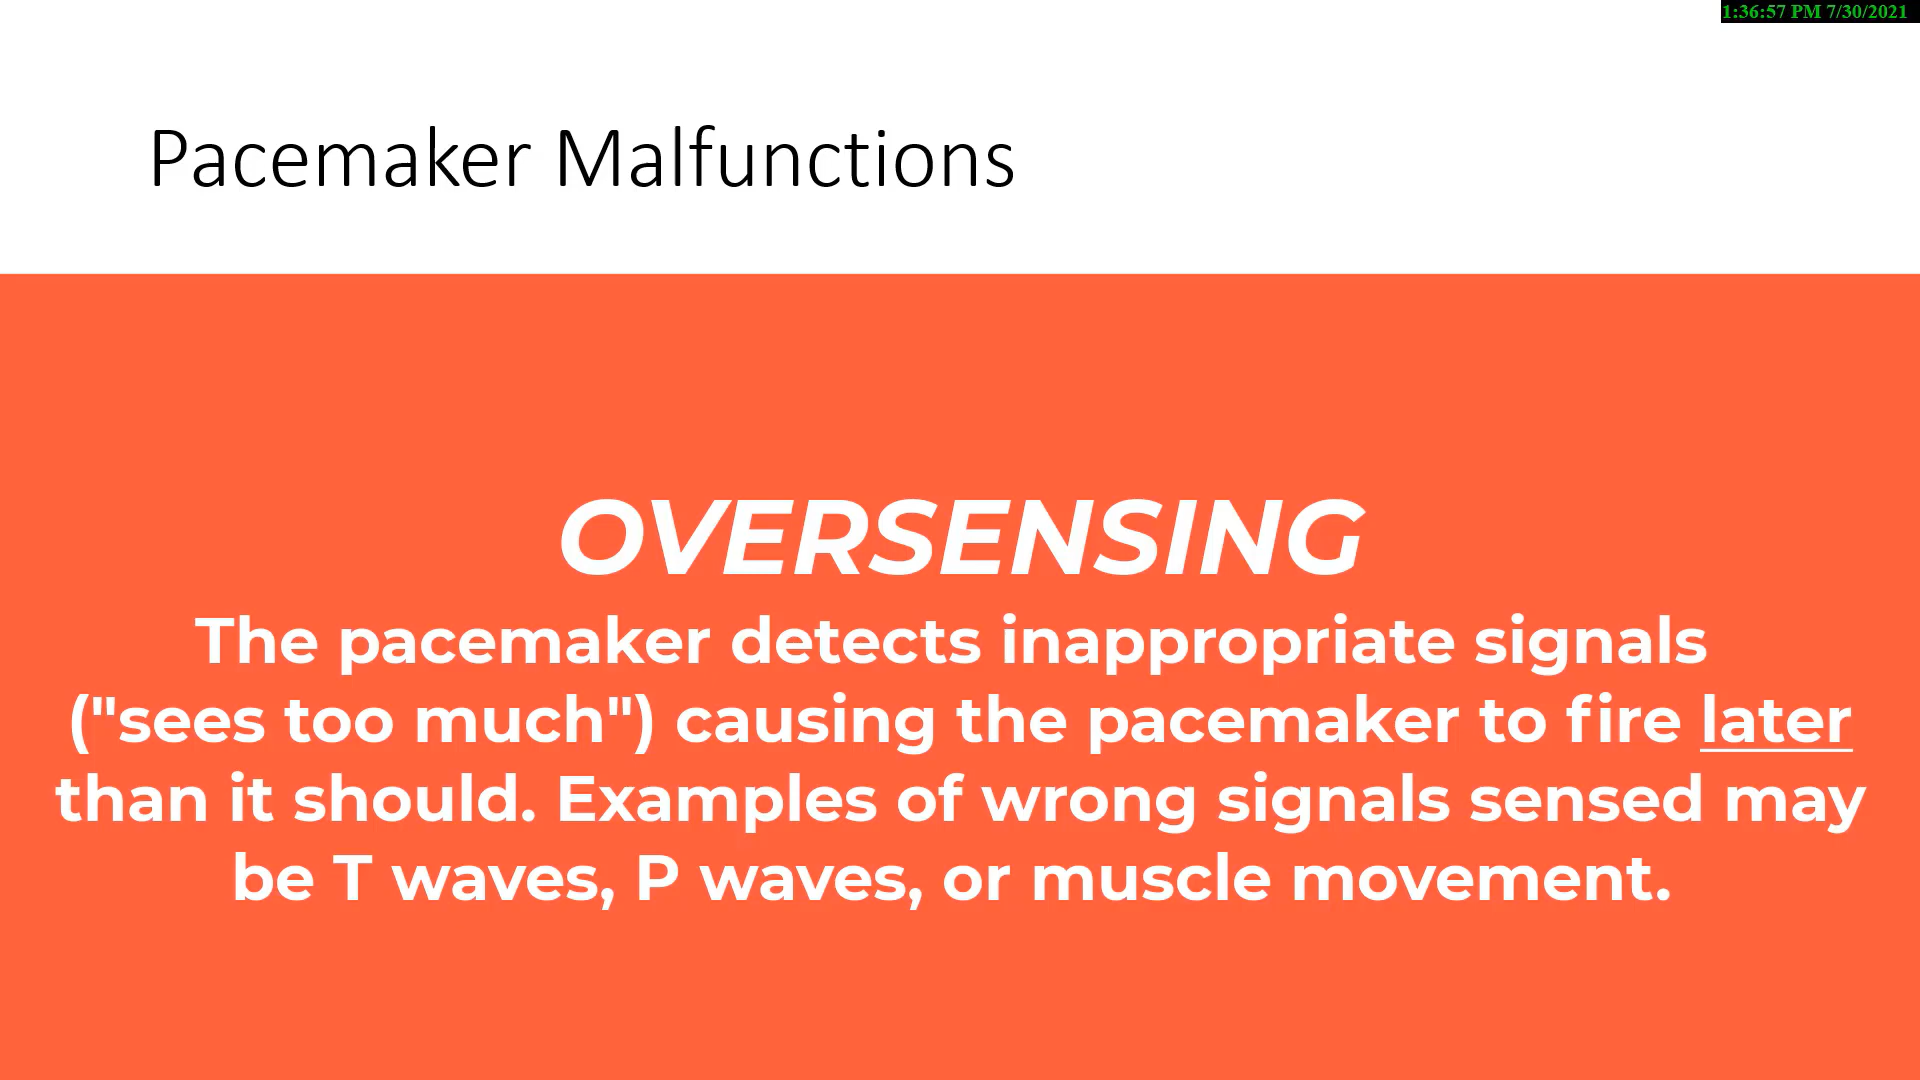 1:36:57 PM 7/30/2021
Pacemaker Malfunctions
OVERSENSING
The pacemaker detects inappropriate signals
("sees too much") causing the pacemaker to fire later
than it should. Examples of wrong signals sensed may
be T waves, P waves, or muscle movement.